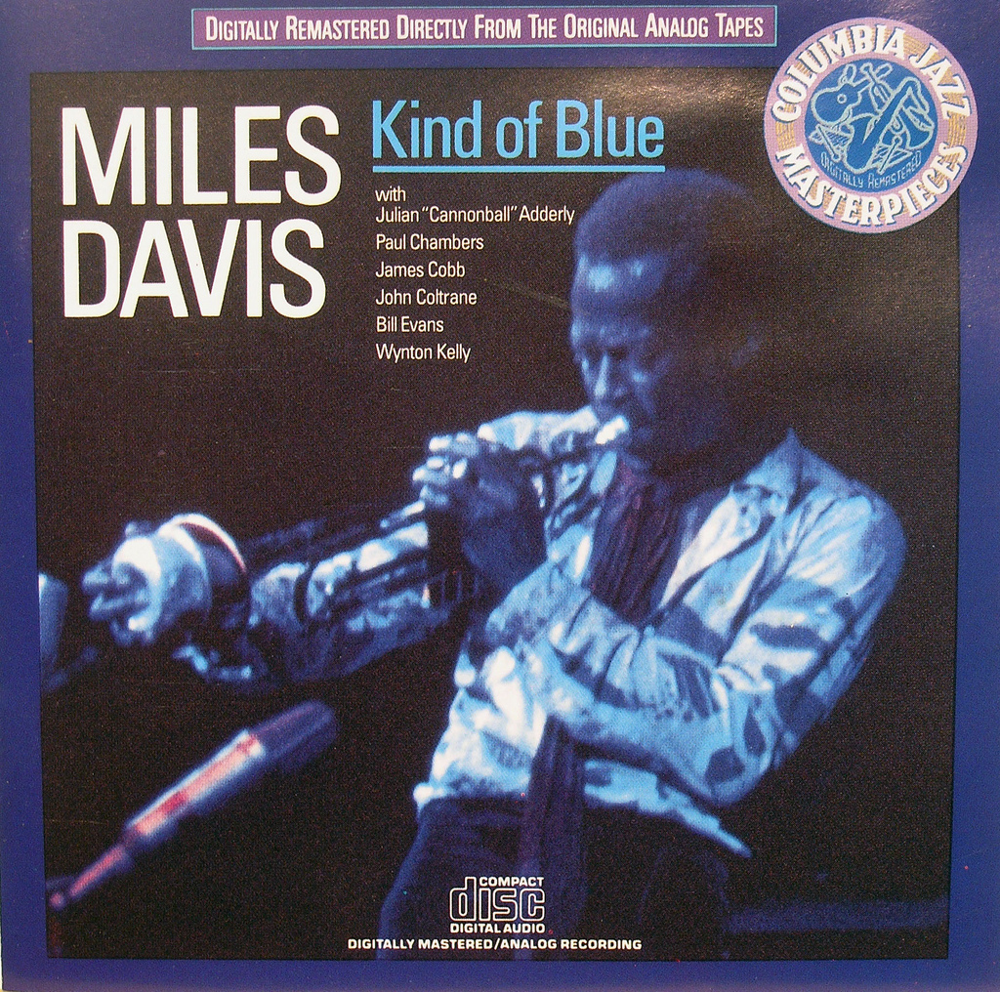 Digitally Remastered Directly From The Original Analog Tapes
COLUMBIA JAZZ
MASTERPIECES
DIGITALLY REMASTERED
MILES
DAVIS
Kind of Blue
with
Julian "Cannonball" Adderly
Paul Chambers
James Cobb
John Coltrane
Bill Evans
Wynton Kelly
COMPACT
disc
DIGITAL AUDIO
DIGITALLY MASTERED/ANALOG RECORDING